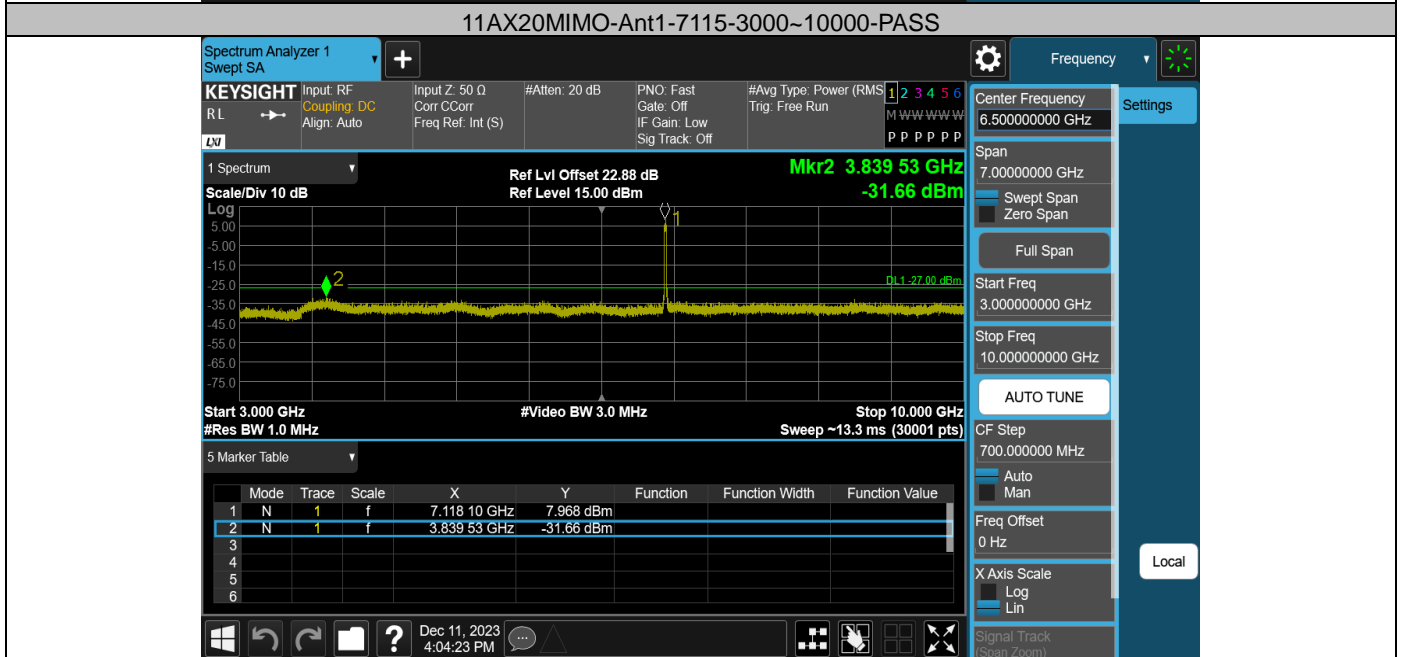 11AX20MIMO-Ant1-7115-3000~10000-PASS
Spectrum Analyzer 1
Swept SA
Frequency
KEYSIGHT
RL
LXI
Input: RF
Coupling: DC
Align: Auto
Input Z: 50 Ω
Corr CCorr
Freq Ref: Int (S)
#Atten: 20 dB
PNO: Fast
Gate: Off
IF Gain: Low
Sig Track: Off
#Avg Type: Power (RMS
Trig: Free Run
1 2 3 4 5 6
M W W W W W
P P P P P P
1 Spectrum
Scale/Div 10 dB
Ref Lvl Offset 22.88 dB
Ref Level 15.00 dBm
Mkr2 3.839 53 GHz
-31.66 dBm
Log
5.00
-5.00
-15.0
-25.0
-35.0
-45.0
-55.0
-65.0
-75.0
1
2
DL1 -27.00 dBm
Start 3.000 GHz
#Video BW 3.0 MHz
Stop 10.000 GHz
#Res BW 1.0 MHz
Sweep ~13.3 ms (30001 pts)
5 Marker Table
Mode Trace Scale X Y Function Function Width Function Value
1 N 1 f 7.118 10 GHz 7.968 dBm
2 N 1 f 3.839 53 GHz -31.66 dBm
3
4
5
6
Dec 11, 2023
4:04:23 PM
Center Frequency
6.500000000 GHz
Span
7.00000000 GHz
Swept Span
Zero Span
Full Span
Start Freq
3.000000000 GHz
Stop Freq
10.000000000 GHz
AUTO TUNE
CF Step
700.000000 MHz
Auto
Man
Freq Offset
0 Hz
X Axis Scale
Log
Lin
Signal Track
(Span Zoom)
Settings
Local